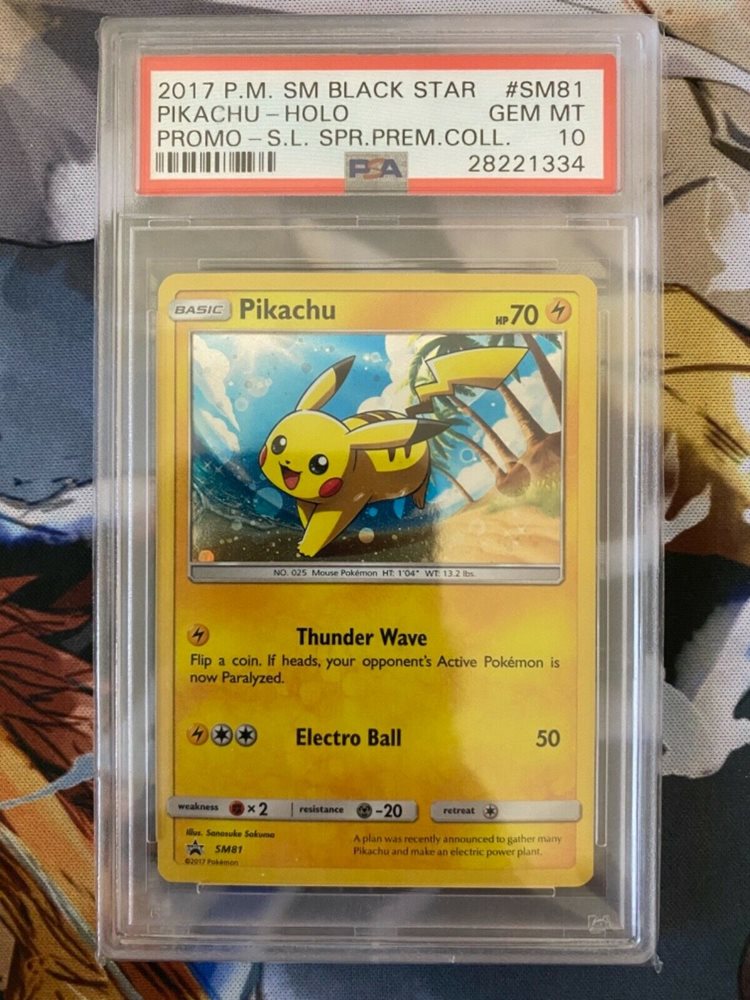 2017 P.M. SM BLACK STAR #SM81
PIKACHU-HOLO GEM MT
PROMO-S.L. SPR.PREM.COLL. 10
PSA 28221334
BASIC Pikachu HP 70
NO. 025 Mouse Pokémon HT: 1'04" WT: 13.2 lbs.
Thunder Wave
Flip a coin. If heads, your opponent's Active Pokémon is
now Paralyzed.
Electro Ball 50
weakness ×2 resistance -20 retreat
Illus. Sanosuke Sakuma
SM81
©2017 Pokémon
A plan was recently announced to gather many
Pikachu and make an electric power plant.